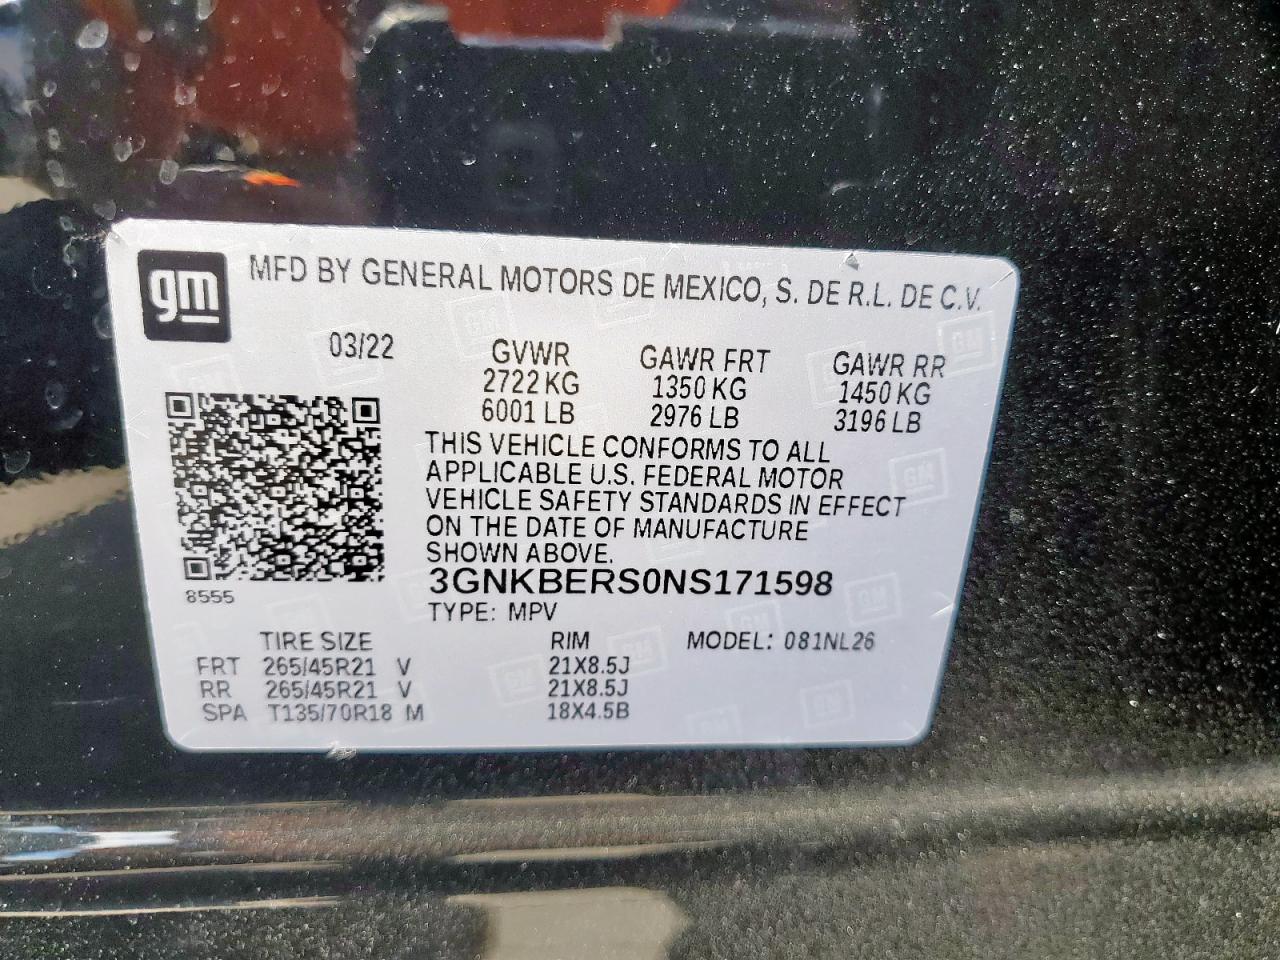 gm MFD BY GENERAL MOTORS DE MEXICO, S. DE R.L. DE C.V.
03/22 GVWR GAWR FRT GAWR RR
2722 KG 1350 KG 1450 KG
6001 LB 2976 LB 3196 LB
THIS VEHICLE CONFORMS TO ALL
APPLICABLE U.S. FEDERAL MOTOR
VEHICLE SAFETY STANDARDS IN EFFECT
ON THE DATE OF MANUFACTURE
SHOWN ABOVE.
3GNKBERS0NS171598
8555
TYPE: MPV
TIRE SIZE RIM MODEL: 081NL26
FRT 265/45R21 V 21X8.5J
RR 265/45R21 V 21X8.5J
SPA T135/70R18 M 18X4.5B